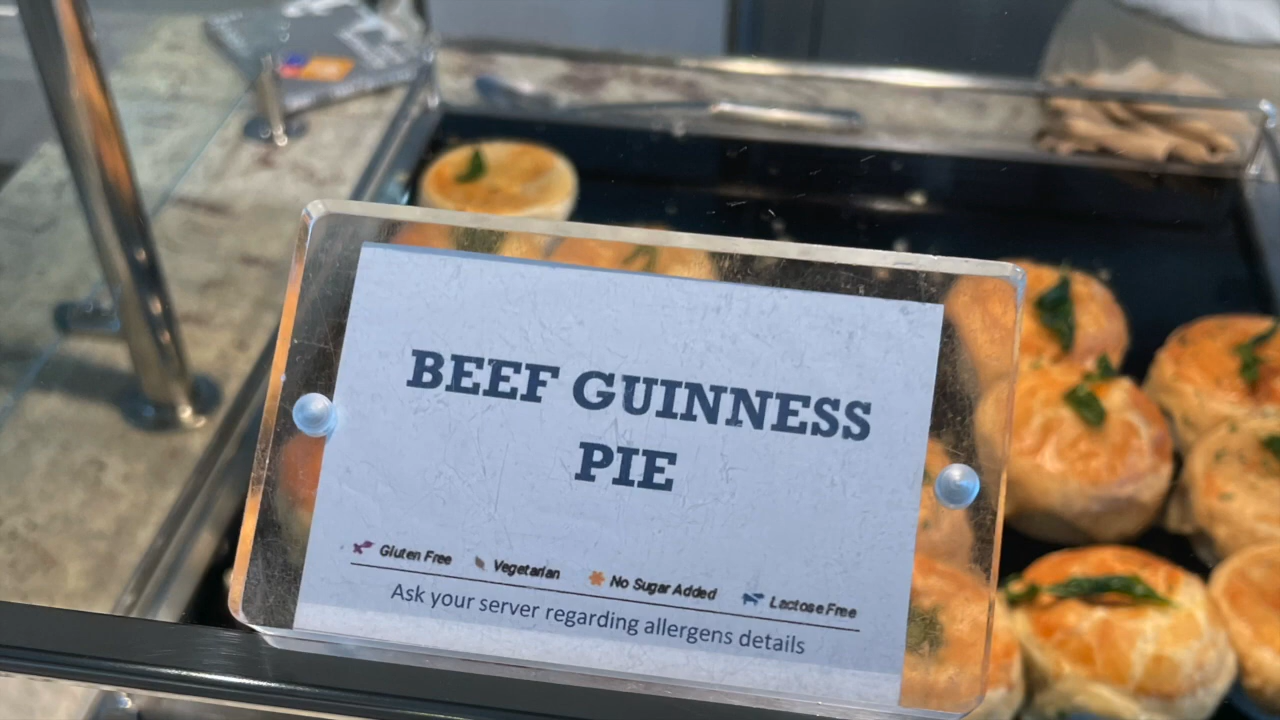 BEEF GUINNESS
PIE
Gluten Free Vegetarian No Sugar Added Lactose Free
Ask your server regarding allergens details